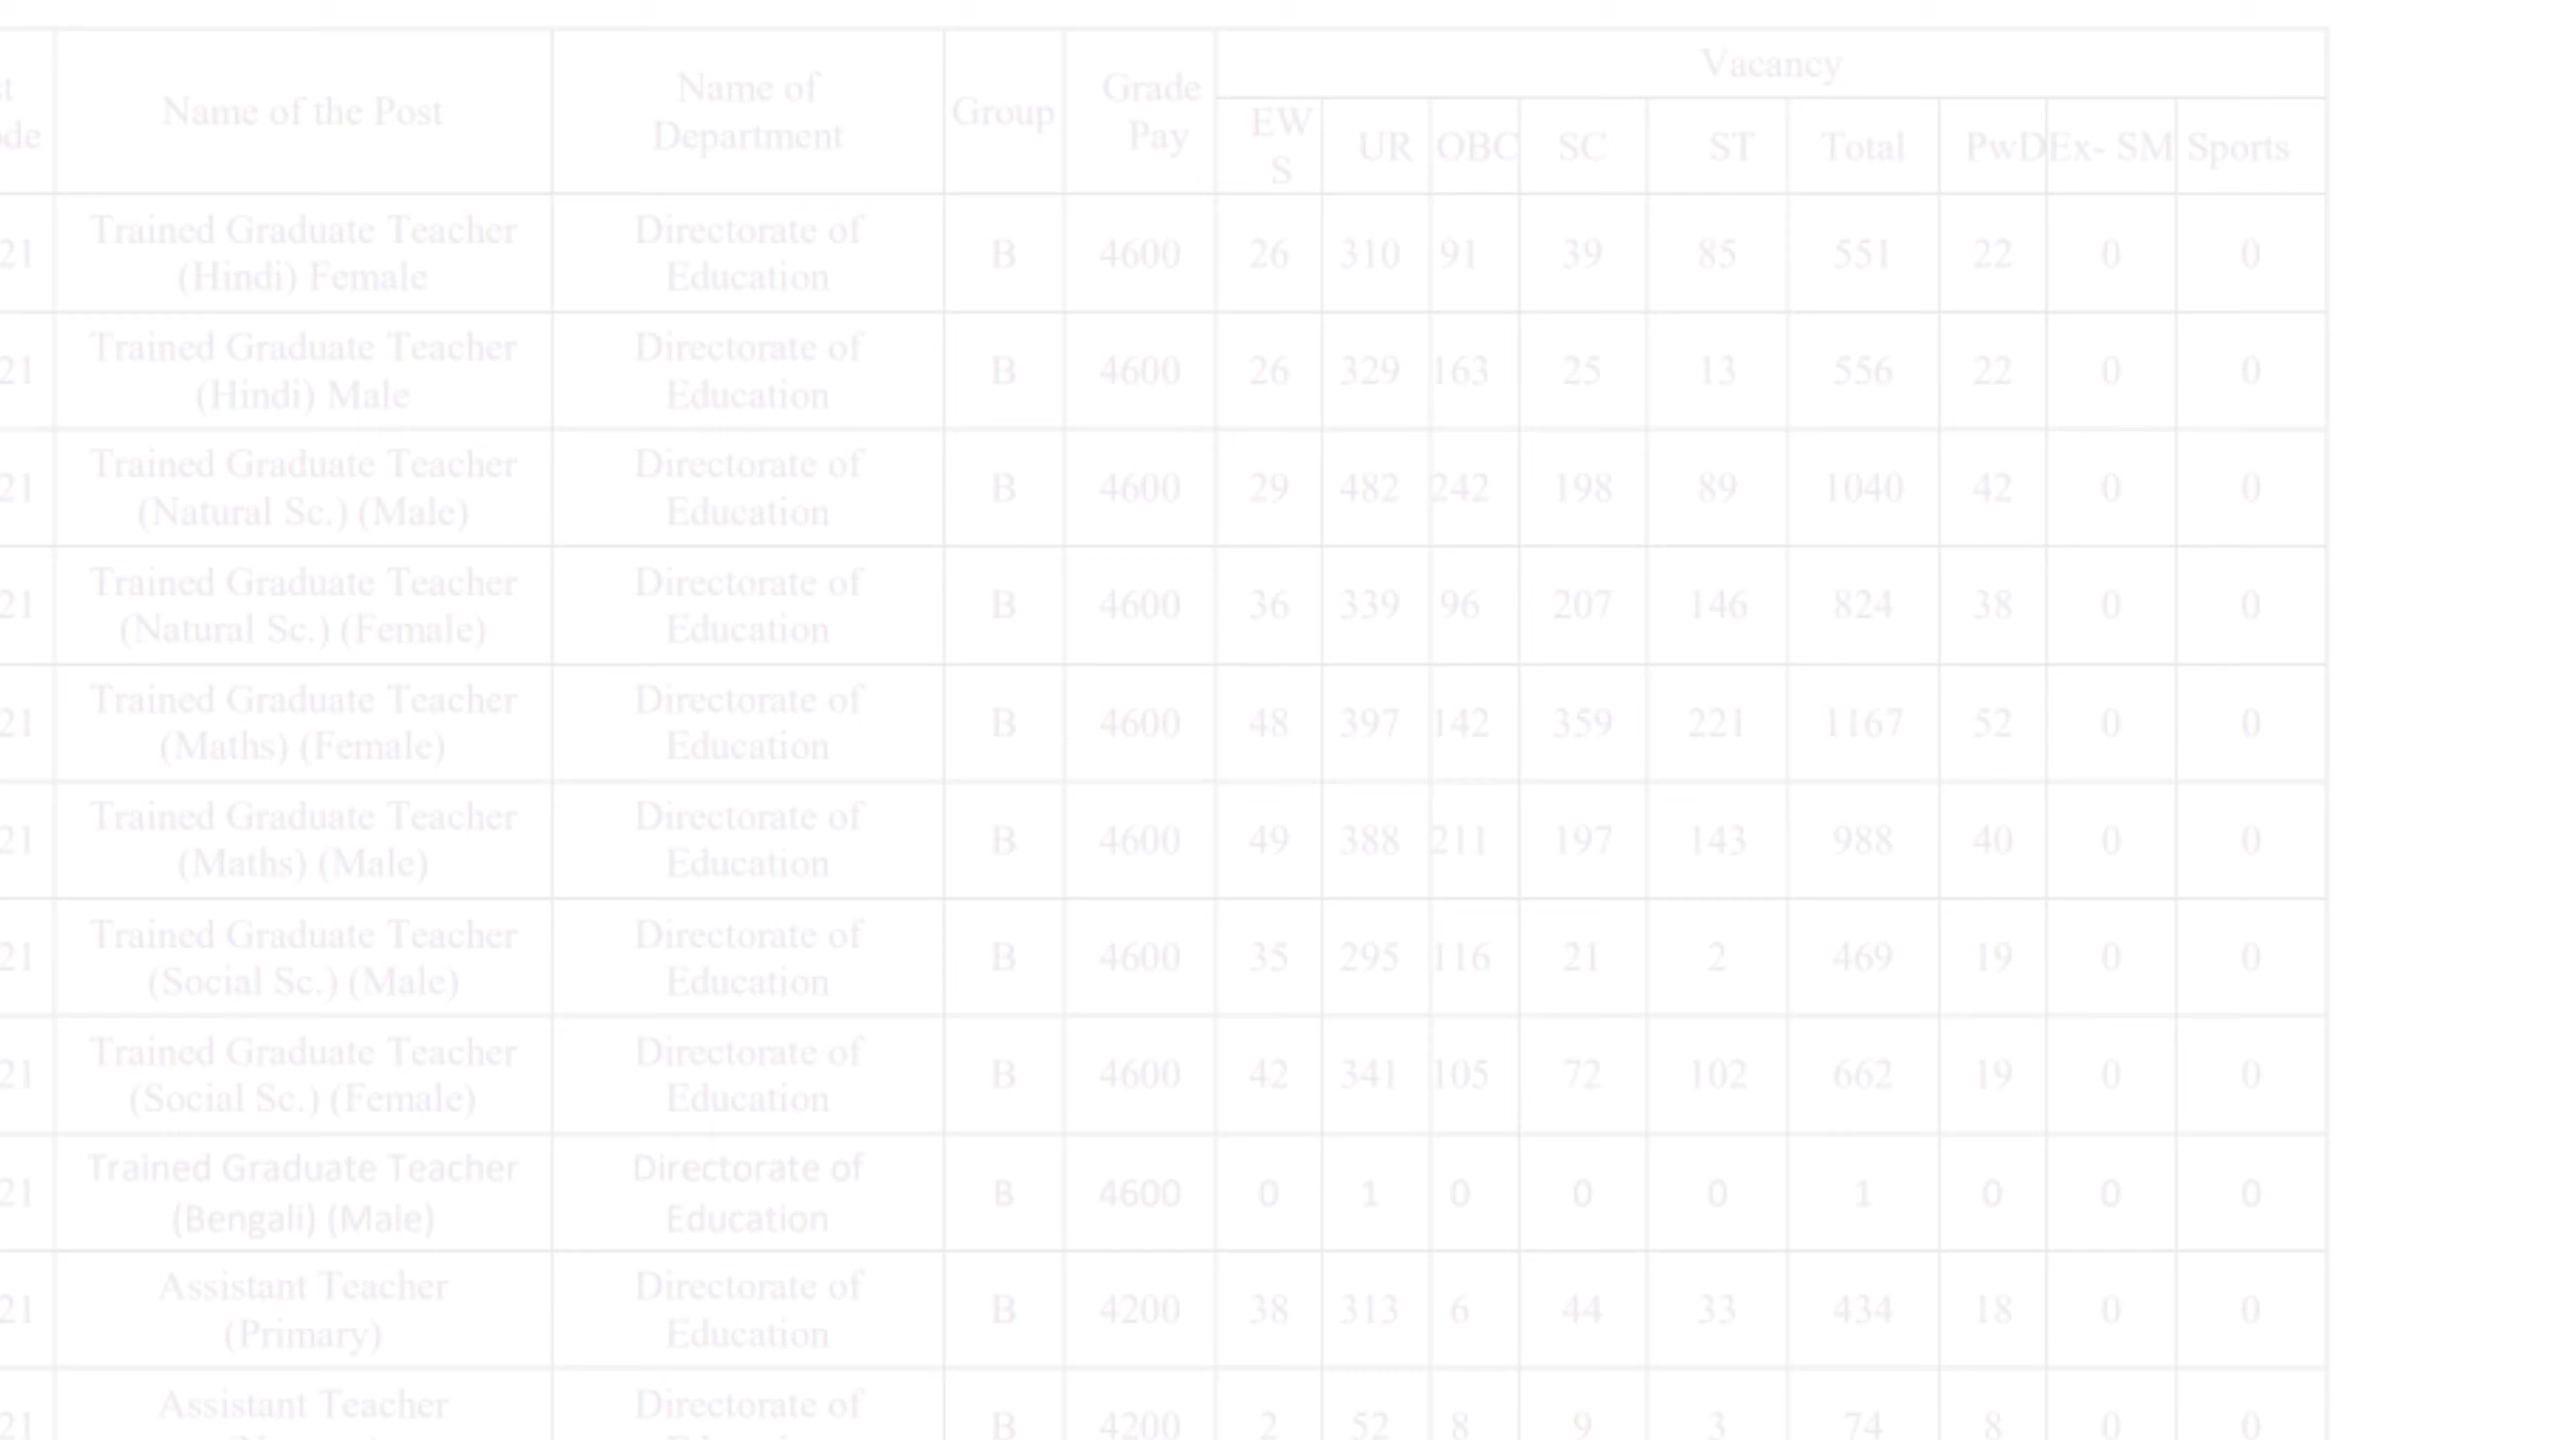 Vacancy
st ode Name of the Post Name of Department Group Grade Pay EWS UR OBC SC ST Total PwD Ex- SM Sports
21 Trained Graduate Teacher (Hindi) Female Directorate of Education B 4600 26 310 91 39 85 551 22 0 0
21 Trained Graduate Teacher (Hindi) Male Directorate of Education B 4600 26 329 163 25 13 556 22 0 0
21 Trained Graduate Teacher (Natural Sc.) (Male) Directorate of Education B 4600 29 482 242 198 89 1040 42 0 0
21 Trained Graduate Teacher (Natural Sc.) (Female) Directorate of Education B 4600 36 339 96 207 146 824 38 0 0
21 Trained Graduate Teacher (Maths) (Female) Directorate of Education B 4600 48 397 142 359 221 1167 52 0 0
21 Trained Graduate Teacher (Maths) (Male) Directorate of Education B 4600 49 388 211 197 143 988 40 0 0
21 Trained Graduate Teacher (Social Sc.) (Male) Directorate of Education B 4600 35 295 116 21 2 469 19 0 0
21 Trained Graduate Teacher (Social Sc.) (Female) Directorate of Education B 4600 42 341 105 72 102 662 19 0 0
21 Trained Graduate Teacher (Bengali) (Male) Directorate of Education B 4600 0 1 0 0 0 1 0 0 0
21 Assistant Teacher (Primary) Directorate of Education B 4200 38 313 6 44 33 434 18 0 0
21 Assistant Teacher Directorate of B 4200 2 52 8 9 3 74 8 0 0